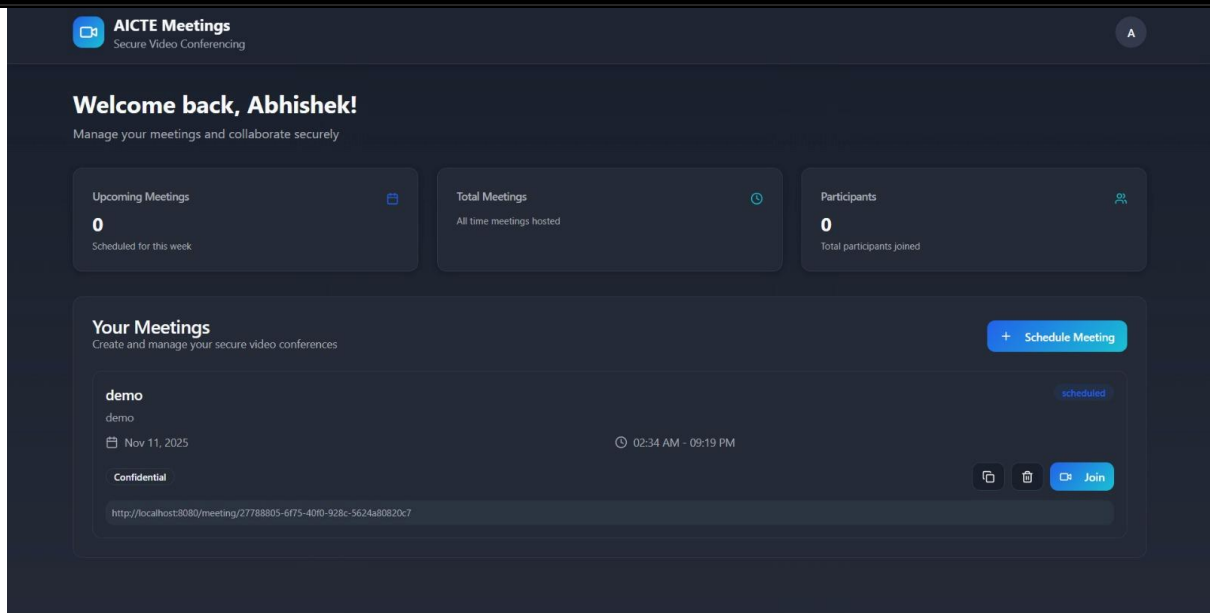 AICTE Meetings
Secure Video Conferencing
A
Welcome back, Abhishek!
Manage your meetings and collaborate securely
Upcoming Meetings
0
Scheduled for this week
Total Meetings
All time meetings hosted
Participants
0
Total participants joined
Your Meetings
Create and manage your secure video conferences
+ Schedule Meeting
demo
scheduled
demo
Nov 11, 2025
02:34 AM - 09:19 PM
Confidential
Join
http://localhost:8080/meeting/27788805-6f75-40f0-928c-5624a80820c7